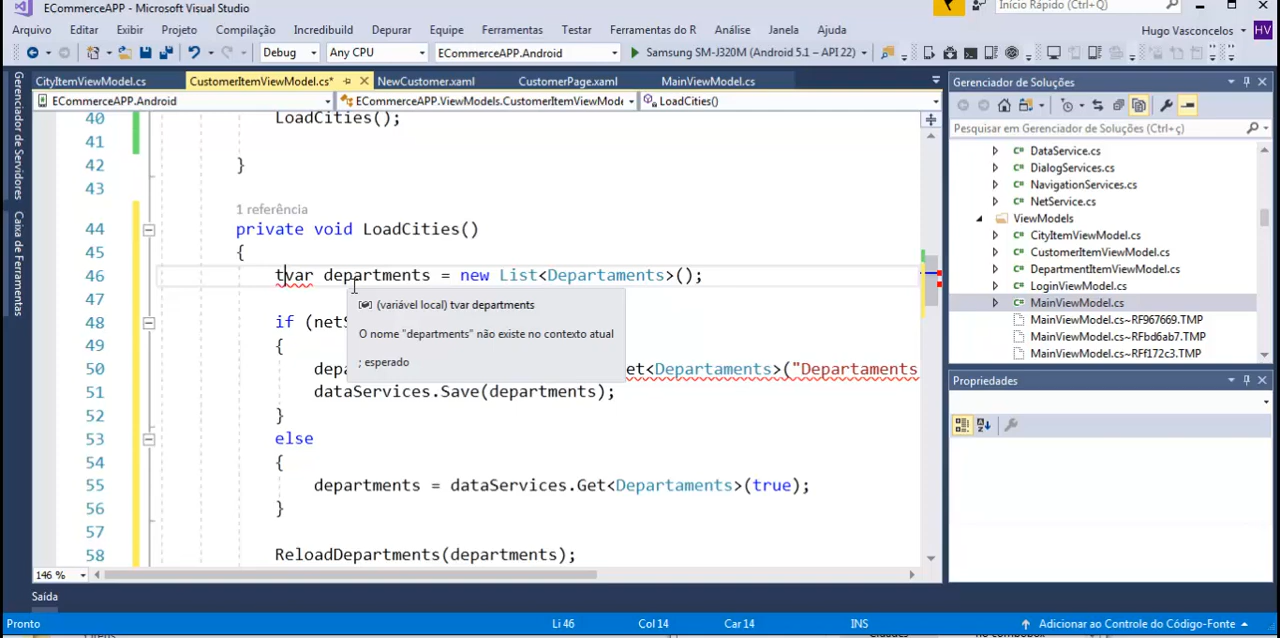 ECommerceAPP - Microsoft Visual Studio
Início Rápido (Ctrl+Q)
Arquivo Editar Exibir Projeto Compilação Incredibuild Depurar Equipe Ferramentas Testar Ferramentas do R Análise Janela Ajuda
Hugo Vasconcelos HV
Debug Any CPU ECommerceAPP.Android Samsung SM-J320M (Android 5.1 - API 22)
Gerenciador de Servidores
Caixa de Ferramentas
CityItemViewModel.cs CustomerItemViewModel.cs* NewCustomer.xaml CustomerPage.xaml MainViewModel.cs
ECommerceAPP.Android ECommerceAPP.ViewModels.CustomerItemViewMode LoadCities()
40 LoadCities();
41
42 }
43
1 referência
44 private void LoadCities()
45 {
46 tvar departments = new List<Departaments>();
47
48 if (netS
49 {
50 depa et<Departaments>("Departaments
51 dataServices.Save(departments);
52 }
53 else
54 {
55 departments = dataServices.Get<Departaments>(true);
56 }
57
58 ReloadDepartments(departments);
(variável local) tvar departments
O nome "departments" não existe no contexto atual
; esperado
146 %
Gerenciador de Soluções
Pesquisar em Gerenciador de Soluções (Ctrl+ç)
DataService.cs
DialogServices.cs
NavigationServices.cs
NetService.cs
ViewModels
CityItemViewModel.cs
CustomerItemViewModel.cs
DepartmentItemViewModel.cs
LoginViewModel.cs
MainViewModel.cs
MainViewModel.cs~RF967669.TMP
MainViewModel.cs~RFbd6ab7.TMP
MainViewModel.cs~RFf172c3.TMP
Propriedades
Saída
Pronto Li 46 Col 14 Car 14 INS Adicionar ao Controle do Código-Fonte